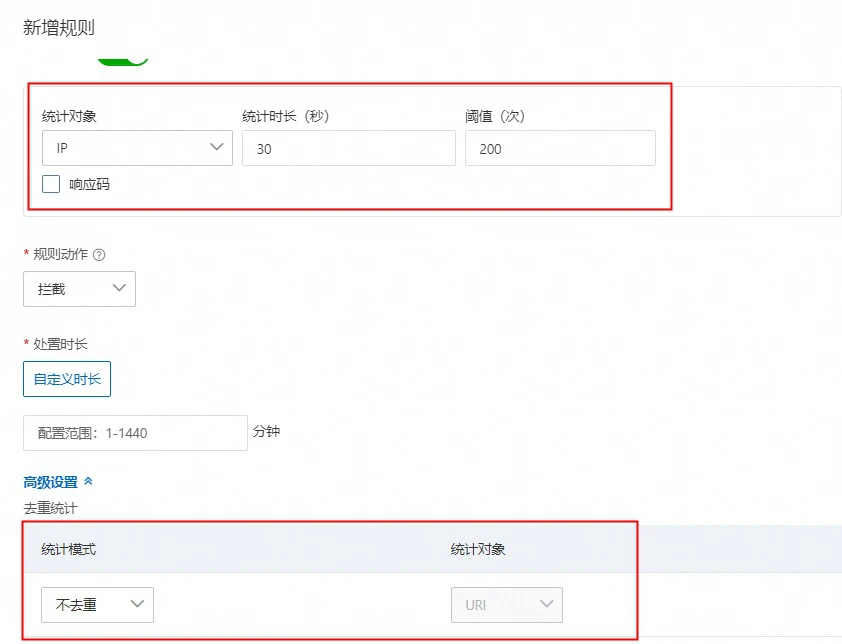 新增规则
统计对象 统计时长（秒） 阈值（次）
IP 30 200
响应码
* 规则动作 ?
拦截
* 处置时长
自定义时长
配置范围：1-1440 分钟
高级设置
去重统计
统计模式 统计对象
不去重 URI